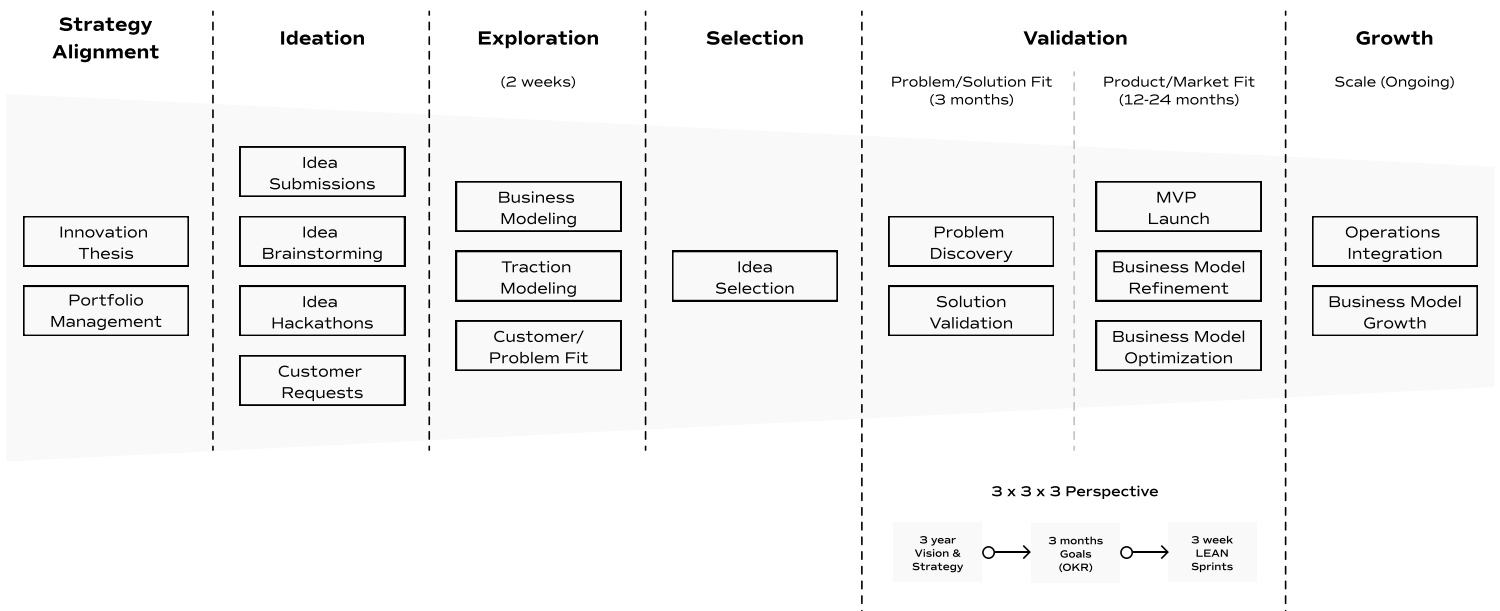 Strategy
Alignment
Innovation
Thesis
Portfolio
Management
Ideation
Idea
Submissions
Idea
Brainstorming
Idea
Hackathons
Customer
Requests
Exploration
(2 weeks)
Business
Modeling
Traction
Modeling
Customer/
Problem Fit
Selection
Idea
Selection
Validation
Problem/Solution Fit
(3 months)
Problem
Discovery
Solution
Validation
Product/Market Fit
(12-24 months)
MVP
Launch
Business Model
Refinement
Business Model
Optimization
3 x 3 x 3 Perspective
3 year
Vision &
Strategy
3 months
Goals
(OKR)
3 week
LEAN
Sprints
Growth
Scale (Ongoing)
Operations
Integration
Business Model
Growth